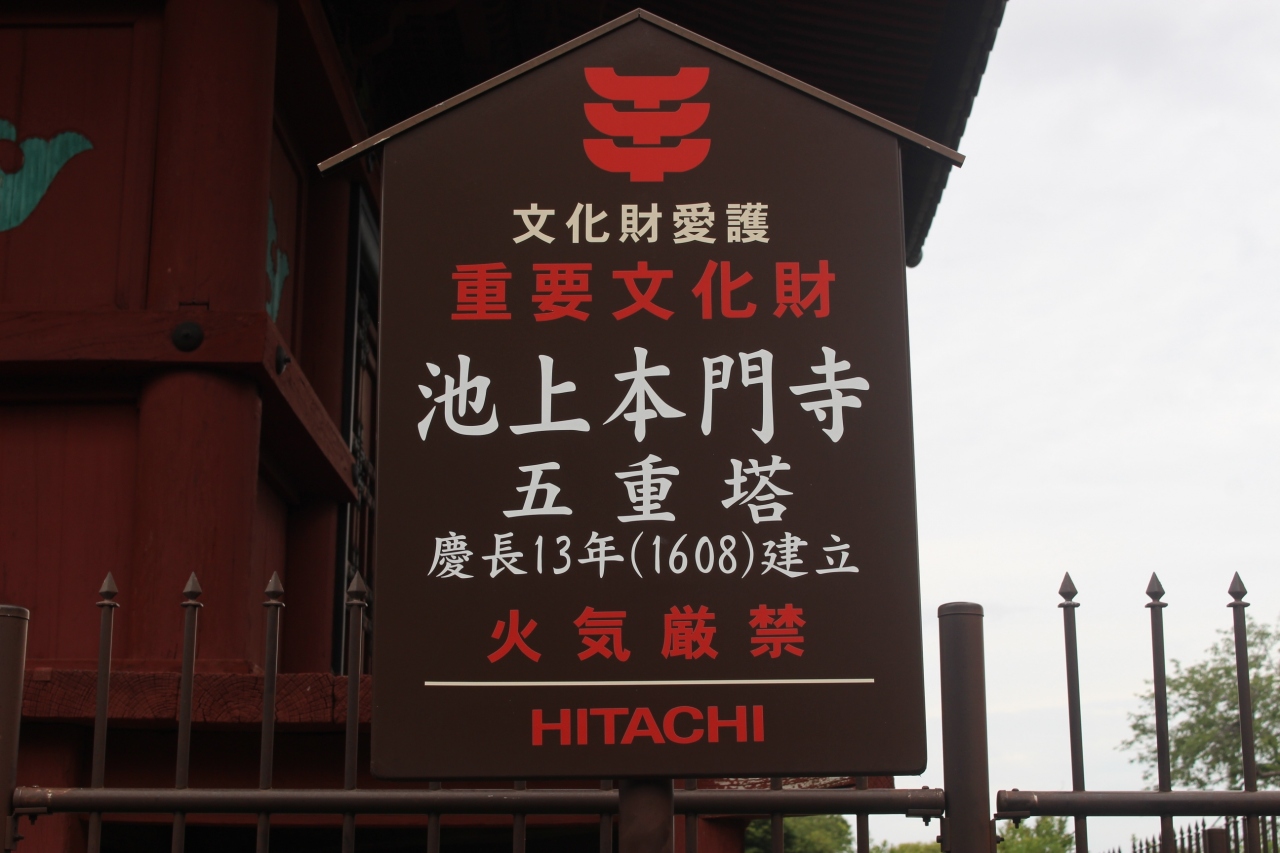 文化財愛護
重要文化財
池上本門寺
五重塔
慶長13年(1608)建立
火気厳禁
HITACHI